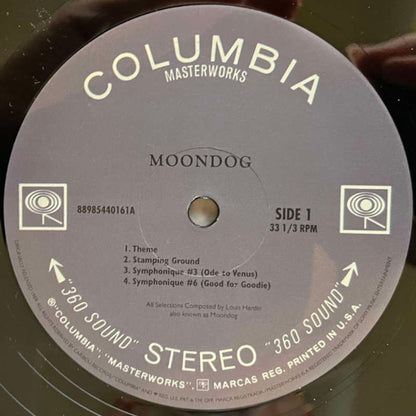 COLUMBIA
MASTERWORKS
MOONDOG
88985440161A
SIDE 1
33 1/3 RPM
1. Theme
2. Stamping Ground
3. Symphonique #3 (Ode to Venus)
4. Symphonique #6 (Good for Goodie)
All Selections Composed by Louis Hardin
also known as Moondog
"360 SOUND" STEREO "360 SOUND"
® "COLUMBIA", "MASTERWORKS", MARCAS REG. PRINTED IN U.S.A.